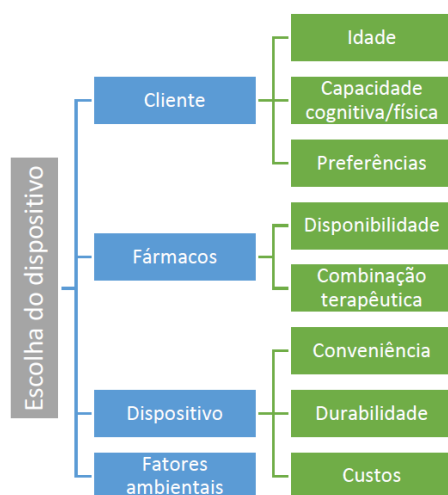 Escolha do dispositivo
Cliente
Idade
Capacidade
cognitiva/física
Preferências
Fármacos
Disponibilidade
Combinação
terapêutica
Dispositivo
Conveniência
Durabilidade
Custos
Fatores
ambientais